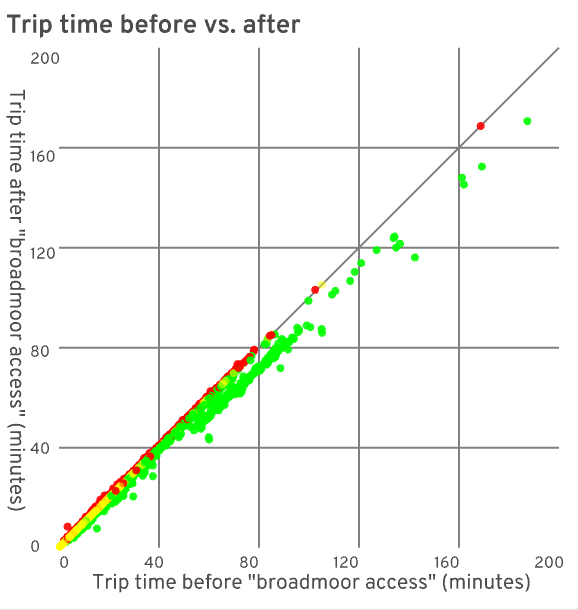 Trip time before vs. after
200
160
120
80
40
0
Trip time after "broadmoor access" (minutes)
0 40 80 120 160 200
Trip time before "broadmoor access" (minutes)